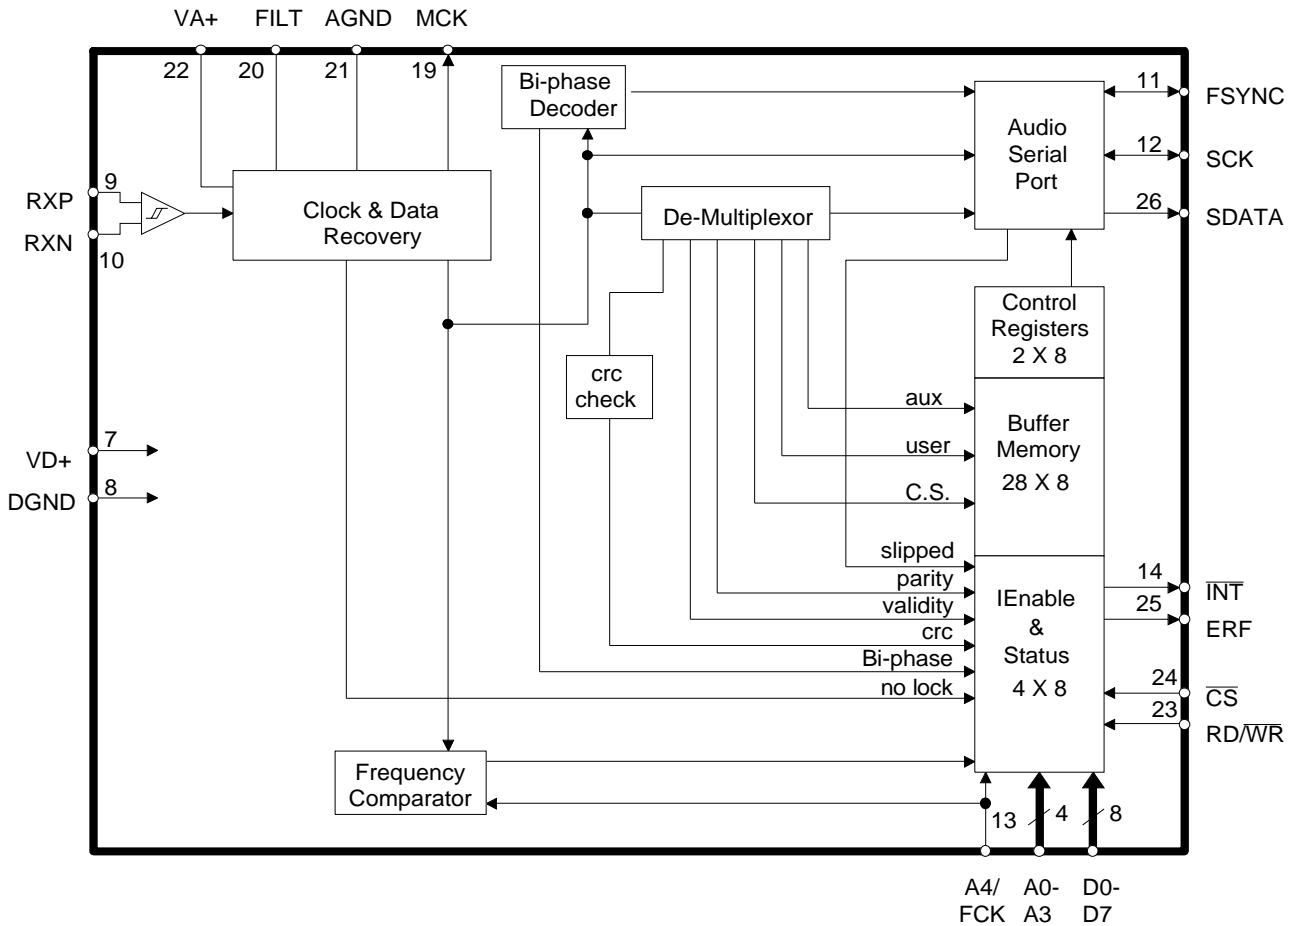 VA+ FILT AGND MCK
22 20 21 19
Bi-phase
Decoder
11
FSYNC
Audio
Serial
Port
12
SCK
26
SDATA
9
RXP
RXN
10
Clock & Data
Recovery
De-Multiplexor
Control
Registers
2 X 8
crc
check
aux
user
C.S.
Buffer
Memory
28 X 8
7
VD+
8
DGND
slipped
parity
validity
crc
Bi-phase
no lock
IEnable
&
Status
4 X 8
14
INT
25
ERF
24
CS
23
RD/WR
Frequency
Comparator
13 4 8
A4/ A0- D0-
FCK A3 D7